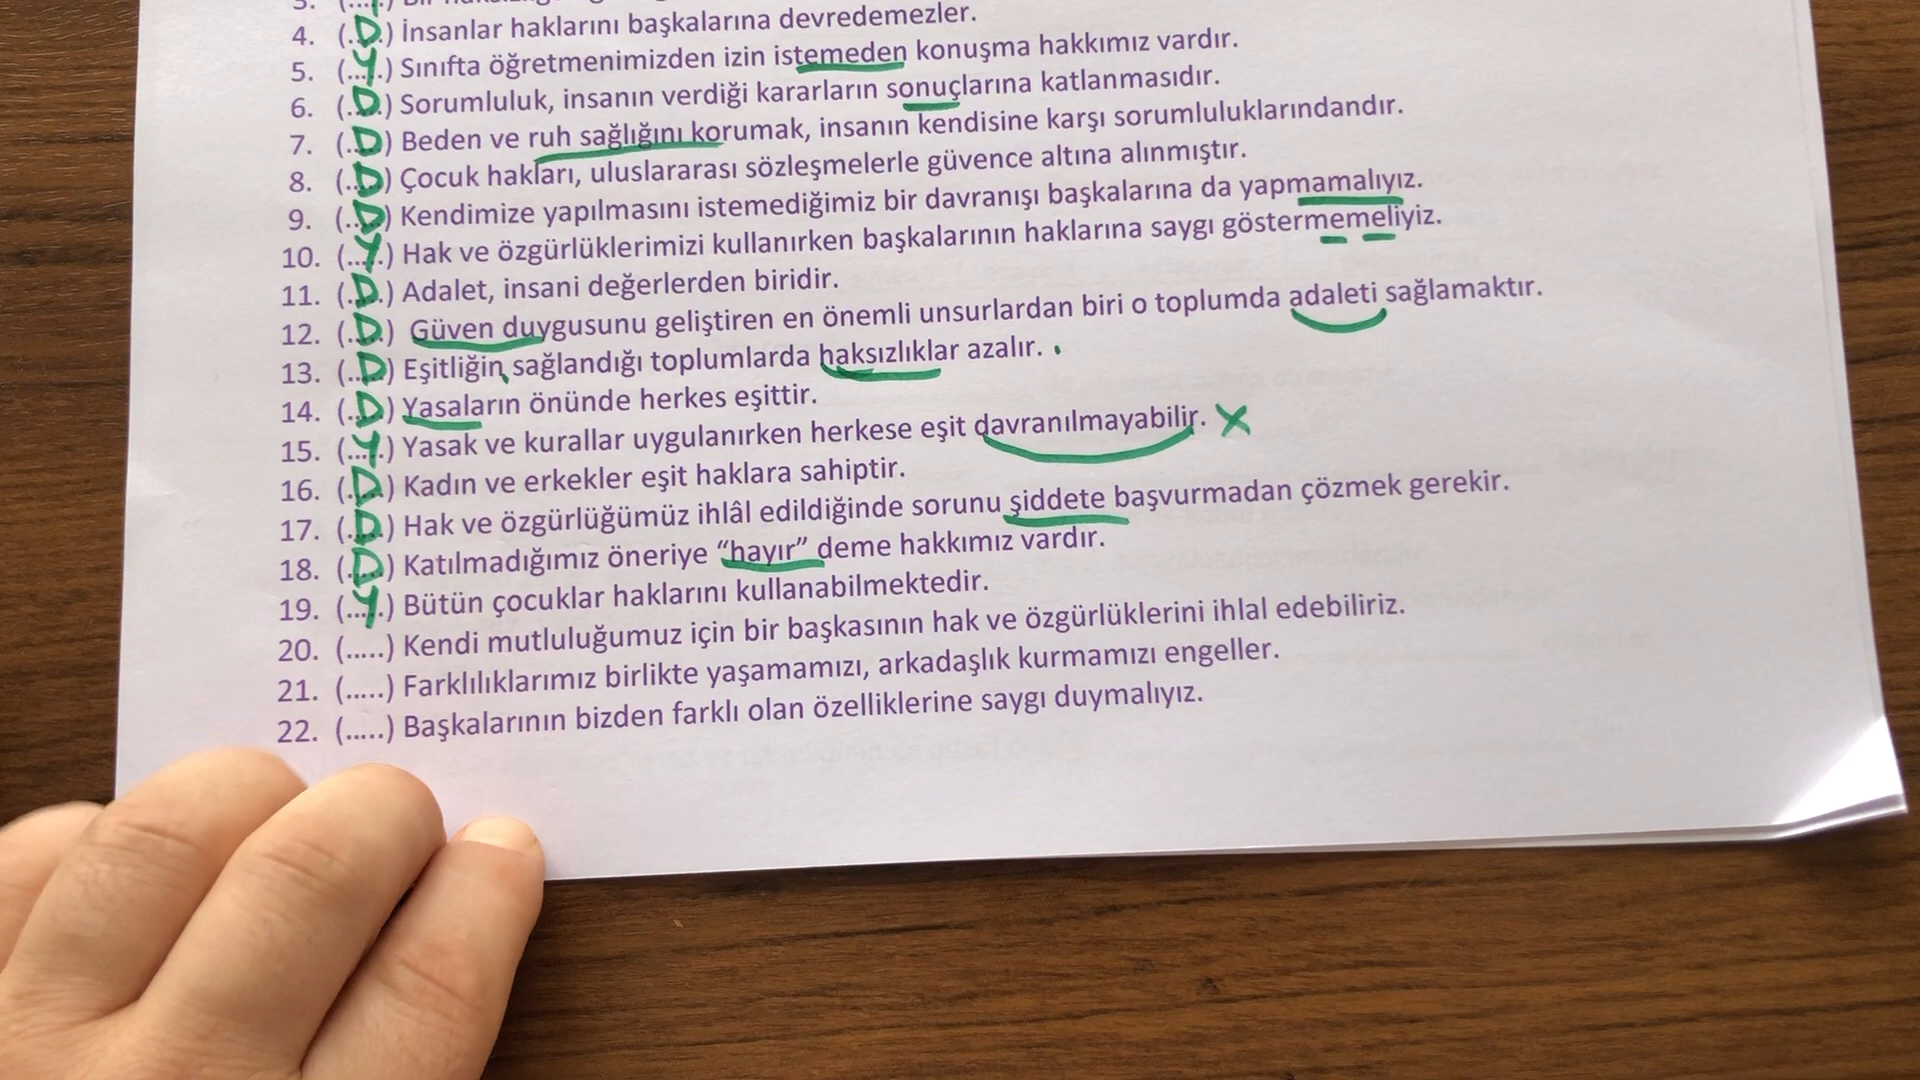 4. (.D.) İnsanlar haklarını başkalarına devredemezler.
5. (...Y.) Sınıfta öğretmenimizden izin istemeden konuşma hakkımız vardır.
6. (.D.) Sorumluluk, insanın verdiği kararların sonuçlarına katlanmasıdır.
7. (.D.) Beden ve ruh sağlığını korumak, insanın kendisine karşı sorumluluklarındandır.
8. (.D.) Çocuk hakları, uluslararası sözleşmelerle güvence altına alınmıştır.
9. (.D.) Kendimize yapılmasını istemediğimiz bir davranışı başkalarına da yapmamalıyız.
10. (...Y.) Hak ve özgürlüklerimizi kullanırken başkalarının haklarına saygı göstermemeliyiz.
11. (.D.) Adalet, insani değerlerden biridir.
12. (.D.) Güven duygusunu geliştiren en önemli unsurlardan biri o toplumda adaleti sağlamaktır.
13. (..D) Eşitliğin sağlandığı toplumlarda haksızlıklar azalır.
14. (.D.) Yasaların önünde herkes eşittir.
15. (...Y.) Yasak ve kurallar uygulanırken herkese eşit davranılmayabilir. X
16. (.D.) Kadın ve erkekler eşit haklara sahiptir.
17. (.D.) Hak ve özgürlüğümüz ihlâl edildiğinde sorunu şiddete başvurmadan çözmek gerekir.
18. (.D.) Katılmadığımız öneriye “hayır” deme hakkımız vardır.
19. (...Y.) Bütün çocuklar haklarını kullanabilmektedir.
20. (.....) Kendi mutluluğumuz için bir başkasının hak ve özgürlüklerini ihlal edebiliriz.
21. (.....) Farklılıklarımız birlikte yaşamamızı, arkadaşlık kurmamızı engeller.
22. (.....) Başkalarının bizden farklı olan özelliklerine saygı duymalıyız.